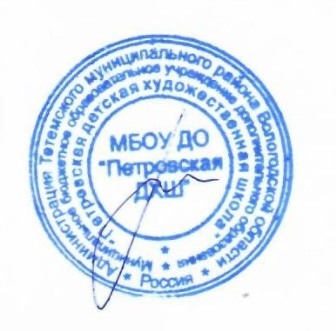 Администрация Тотемского муниципального района Вологодской области
★ Россия ★
Муниципальное бюджетное образовательное учреждение дополнительного образования
"Петровская детская художественная школа"
МБОУ ДО
"Петровская
ДХШ"